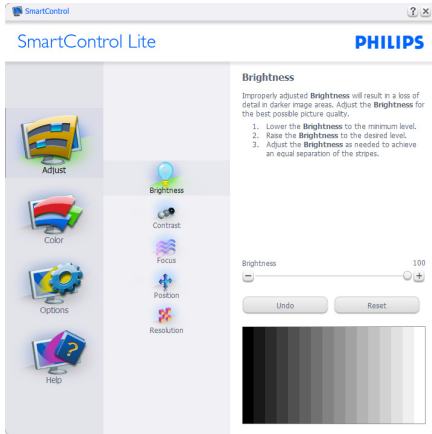 SmartControl
SmartControl Lite
PHILIPS
Adjust
Color
Options
Help
Brightness
Contrast
Focus
Position
Resolution
Brightness
Improperly adjusted Brightness will result in a loss of
detail in darker image areas. Adjust the Brightness for
the best possible picture quality.
1. Lower the Brightness to the minimum level.
2. Raise the Brightness to the desired level.
3. Adjust the Brightness as needed to achieve
an equal separation of the stripes.
Brightness 100
Undo Reset